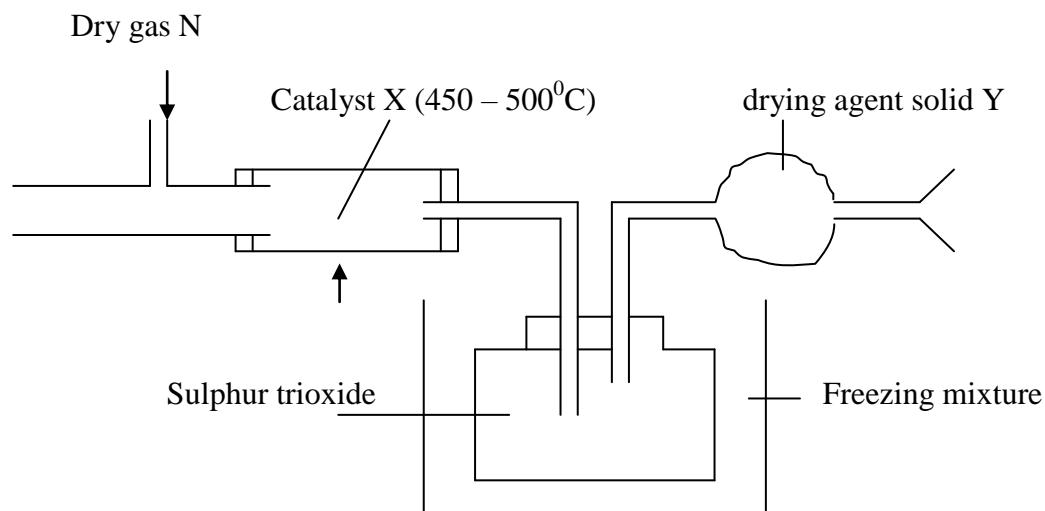 Dry gas N
Catalyst X (450 – 500⁰C)
drying agent solid Y
Sulphur trioxide
Freezing mixture